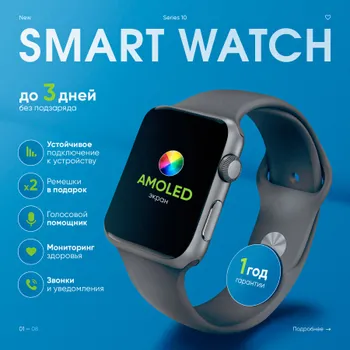 New
Series 10
SMART WATCH
до 3 дней
без подзаряда
Устойчивое
подключение
к устройству
x2
Ремешки
в подарок
Голосовой
помощник
Мониторинг
здоровья
Звонки
и уведомления
AMOLED
экран
1 год
гарантии
01 — 08
Подробнее →